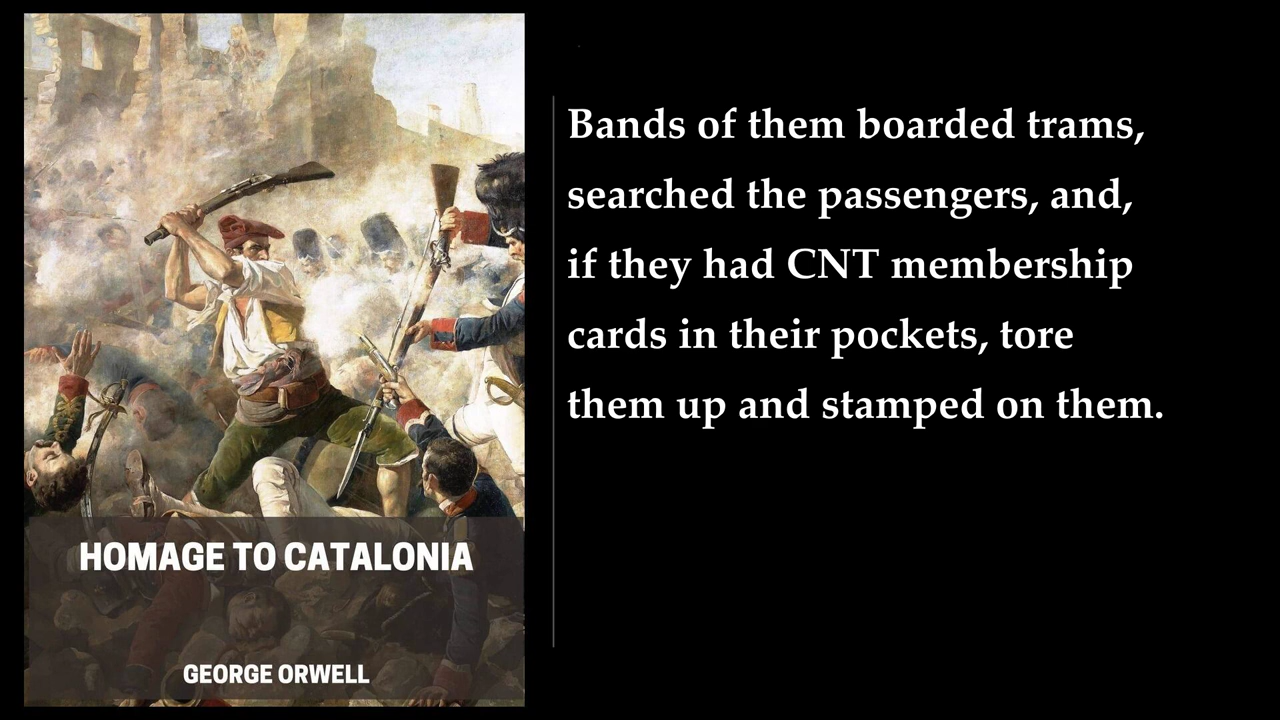 HOMAGE TO CATALONIA
GEORGE ORWELL
Bands of them boarded trams,
searched the passengers, and,
if they had CNT membership
cards in their pockets, tore
them up and stamped on them.